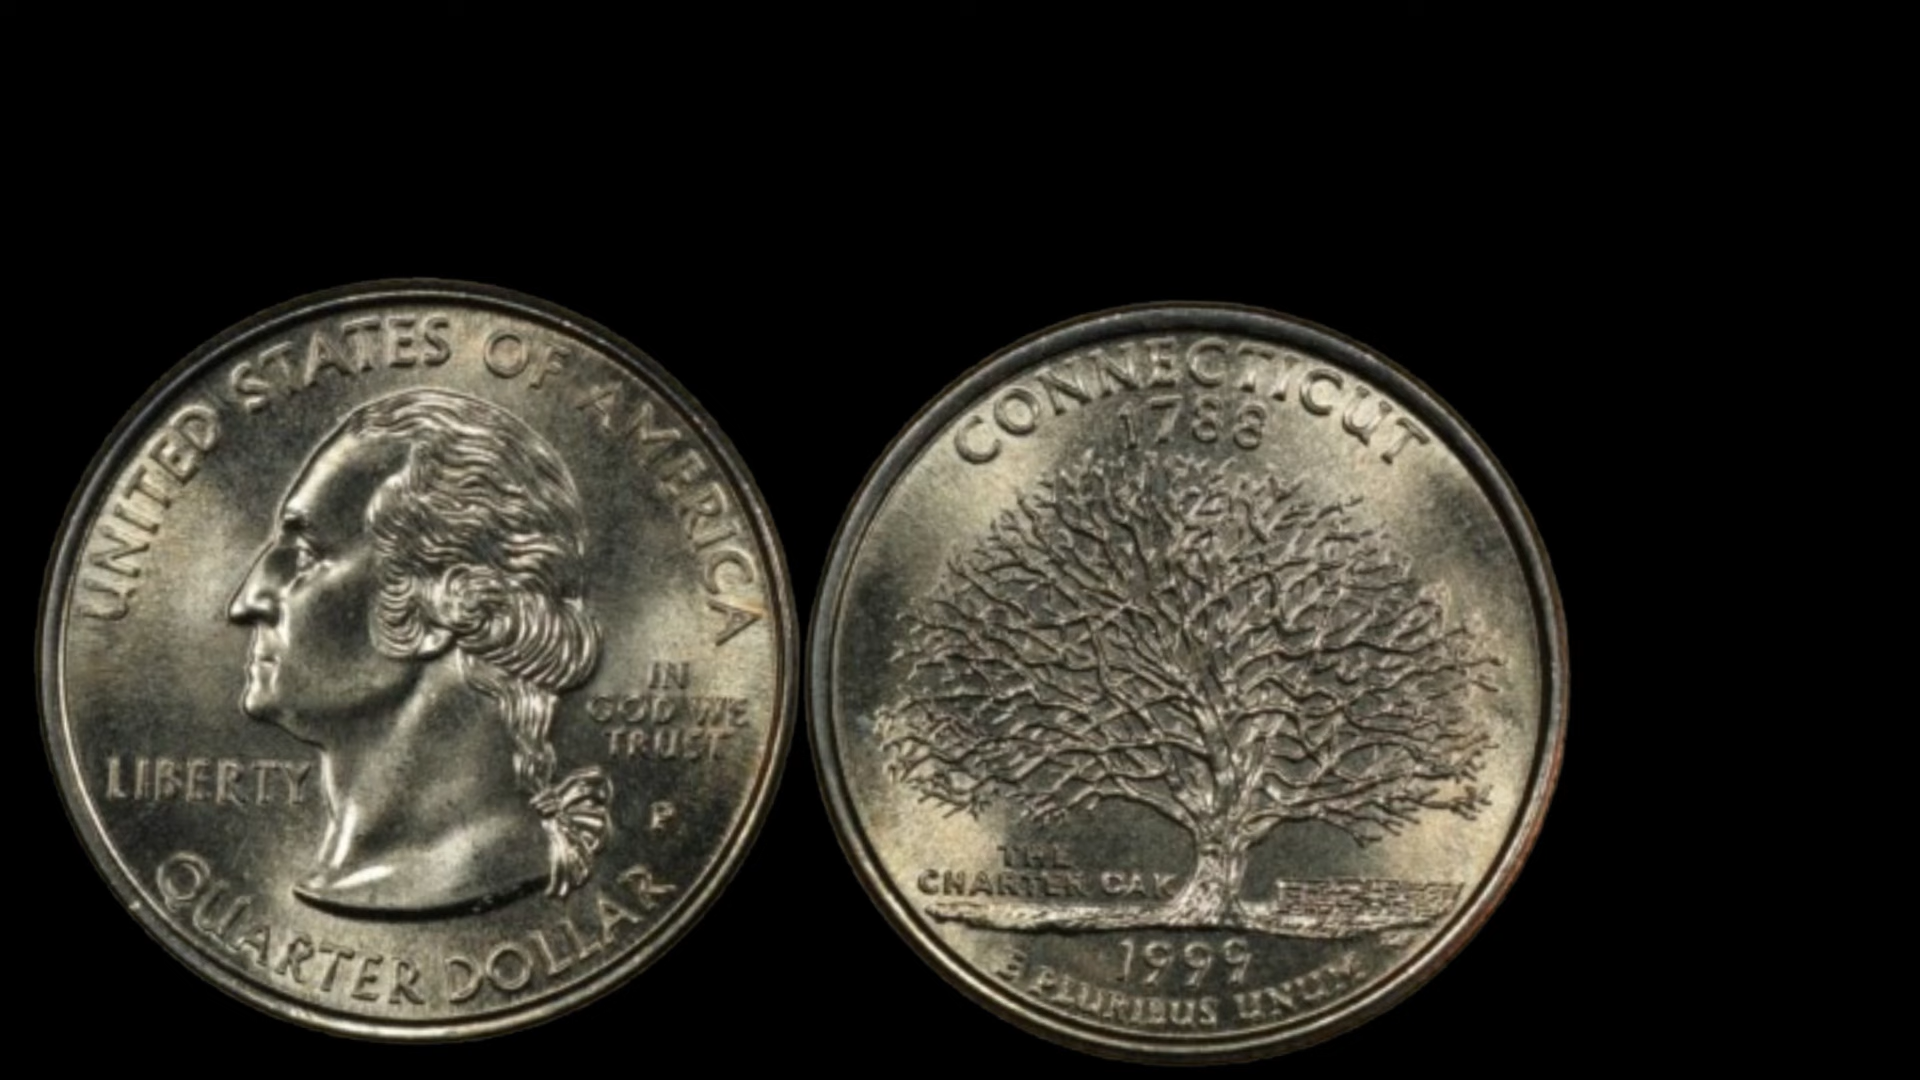 UNITED STATES OF AMERICA
IN
GOD WE
TRUST
LIBERTY
P
QUARTER DOLLAR
CONNECTICUT
1788
THE
CHARTER OAK
1999
E PLURIBUS UNUM